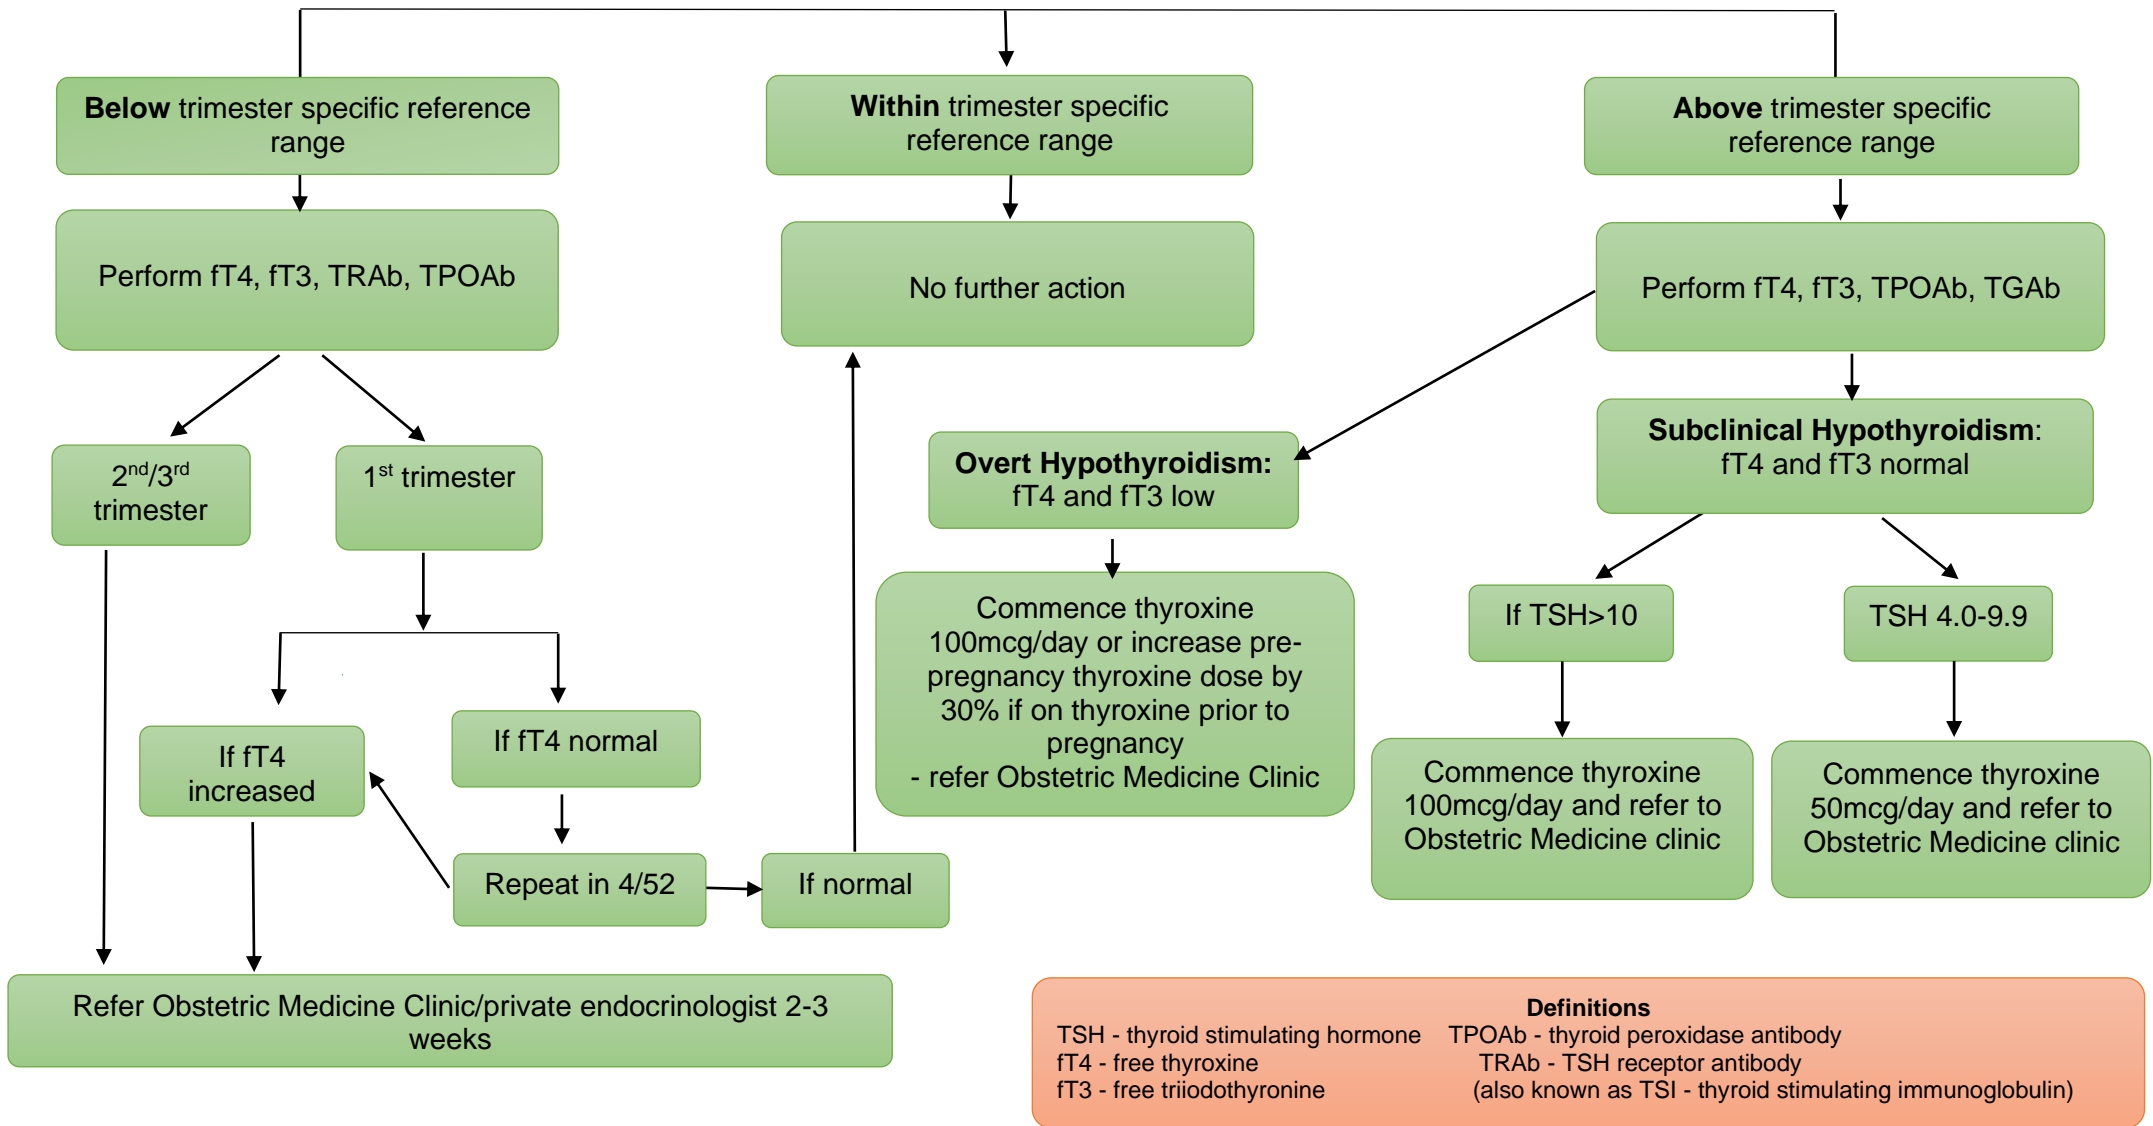 Below trimester specific reference
range
Within trimester specific
reference range
Above trimester specific
reference range
Perform fT4, fT3, TRAb, TPOAb
No further action
Perform fT4, fT3, TPOAb, TGAb
2nd/3rd
trimester
1st trimester
Overt Hypothyroidism:
fT4 and fT3 low
Subclinical Hypothyroidism:
fT4 and fT3 normal
If fT4
increased
If fT4 normal
Repeat in 4/52
If normal
Commence thyroxine
100mcg/day or increase pre-
pregnancy thyroxine dose by
30% if on thyroxine prior to
pregnancy
- refer Obstetric Medicine Clinic
If TSH>10
TSH 4.0-9.9
Commence thyroxine
100mcg/day and refer to
Obstetric Medicine clinic
Commence thyroxine
50mcg/day and refer to
Obstetric Medicine clinic
Refer Obstetric Medicine Clinic/private endocrinologist 2-3
weeks
Definitions
TSH - thyroid stimulating hormone TPOAb - thyroid peroxidase antibody
fT4 - free thyroxine TRAb - TSH receptor antibody
fT3 - free triiodothyronine (also known as TSI - thyroid stimulating immunoglobulin)